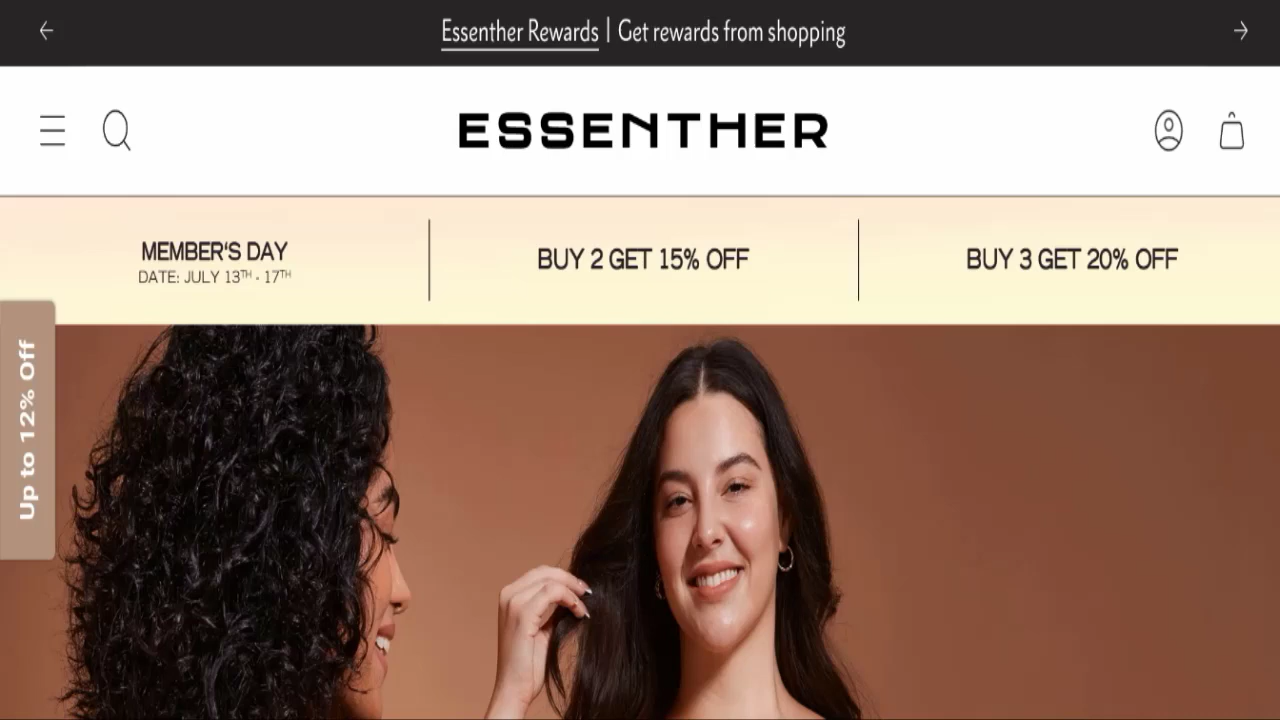 Essenther Rewards | Get rewards from shopping
ESSENTHER
MEMBER'S DAY
DATE: JULY 13TH - 17TH
BUY 2 GET 15% OFF
BUY 3 GET 20% OFF
Up to 12% Off